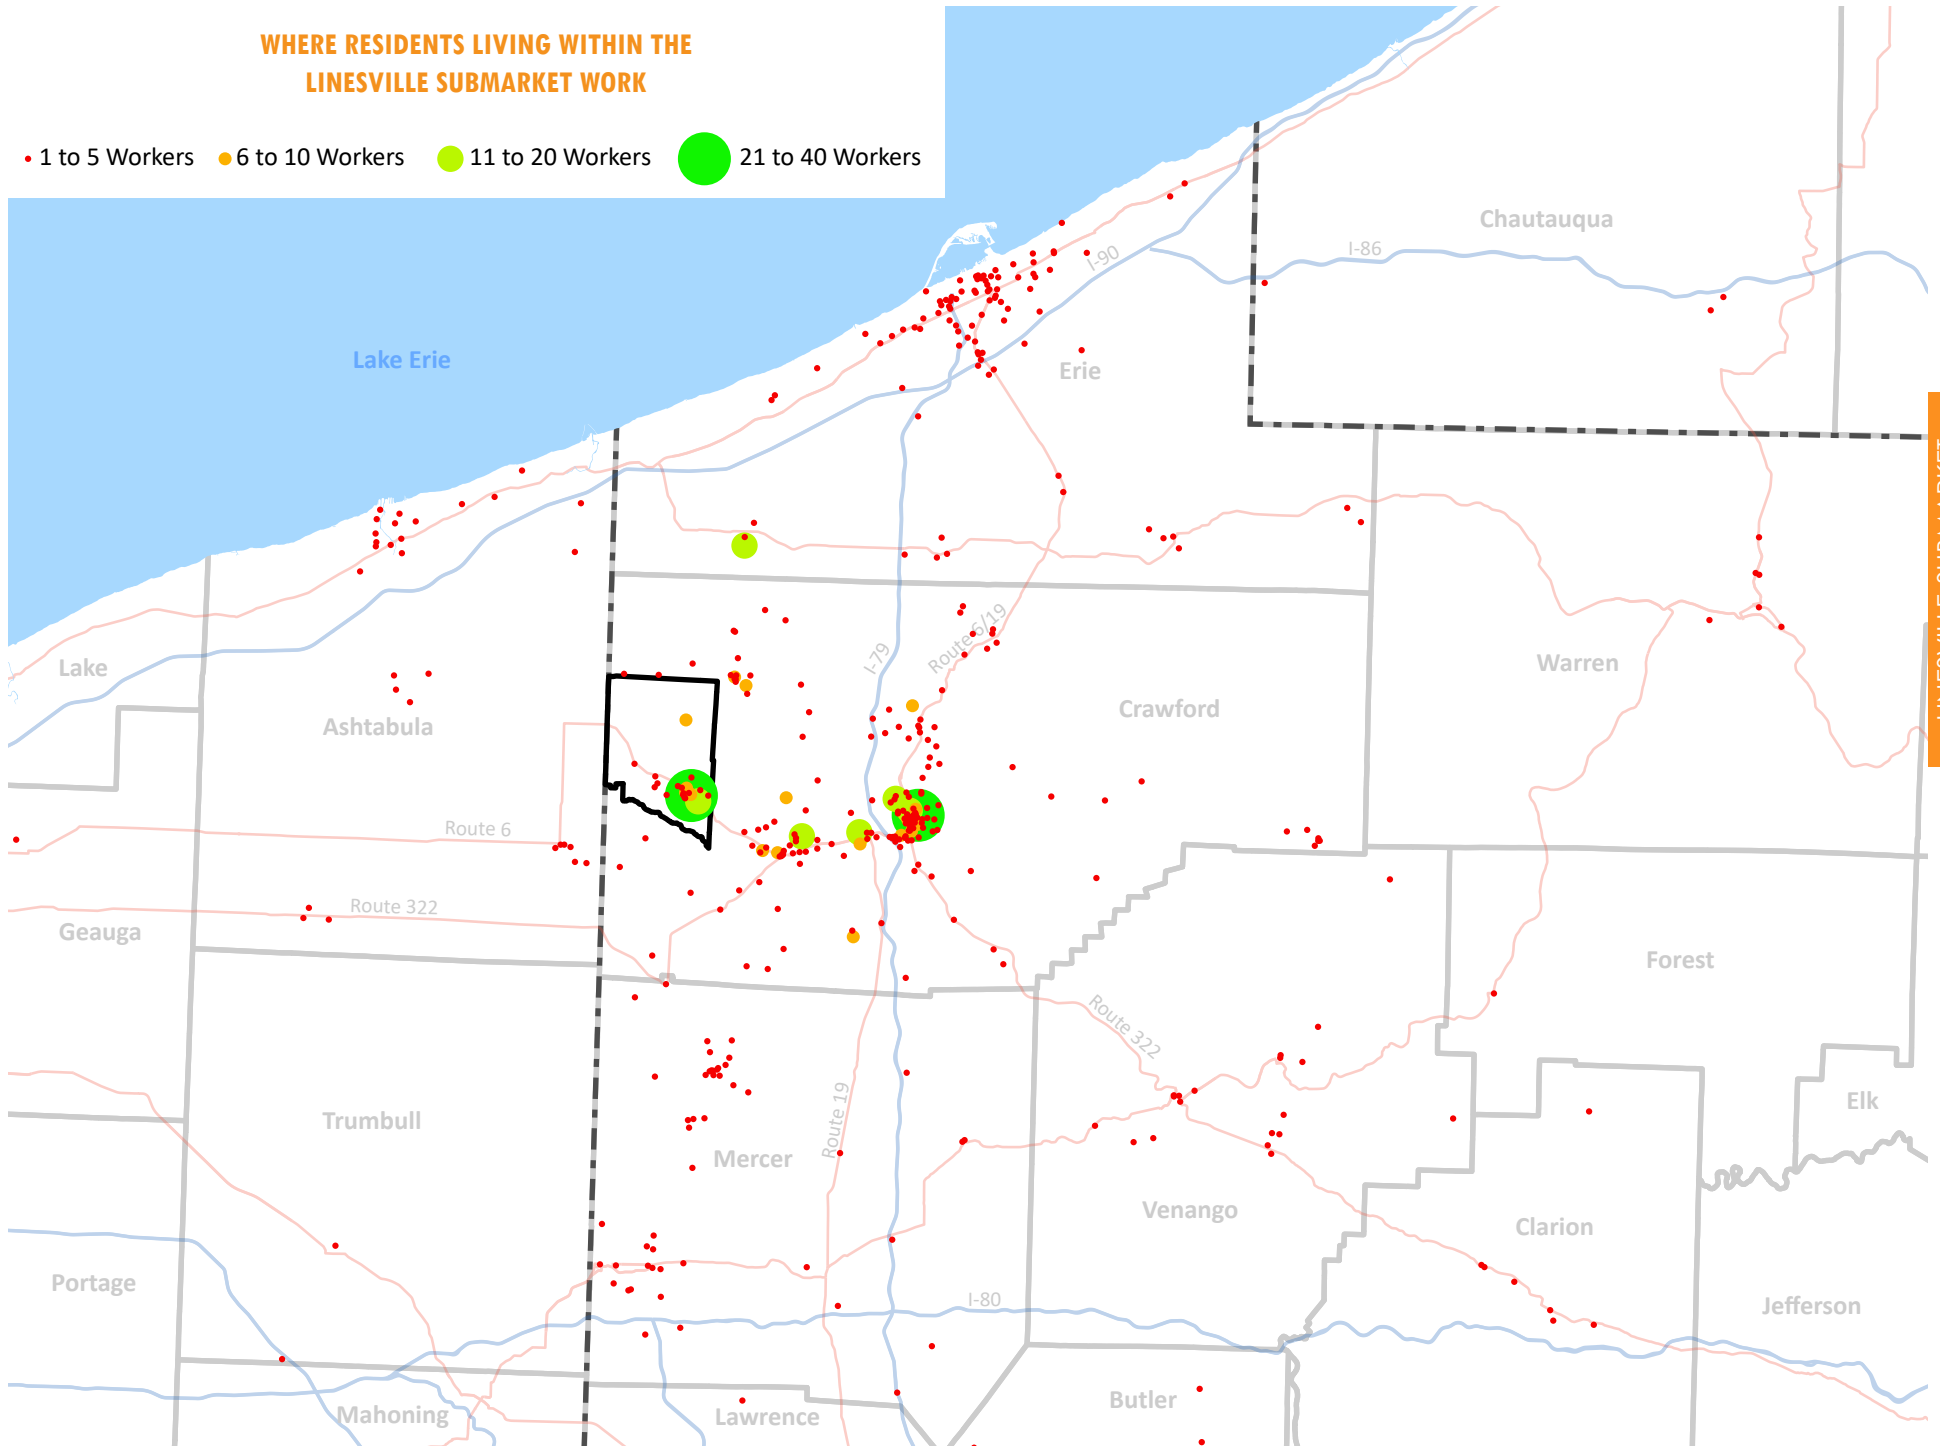 WHERE RESIDENTS LIVING WITHIN THE
LINESVILLE SUBMARKET WORK
1 to 5 Workers
6 to 10 Workers
11 to 20 Workers
21 to 40 Workers
Chautauqua
I-86
I-90
Lake Erie
Erie
Lake
I-79
Route 6/19
Warren
Ashtabula
Crawford
Route 6
Route 322
Geauga
Forest
Route 322
Elk
Trumbull
Route 19
Mercer
Venango
Clarion
Portage
I-80
Jefferson
Butler
Mahoning
Lawrence